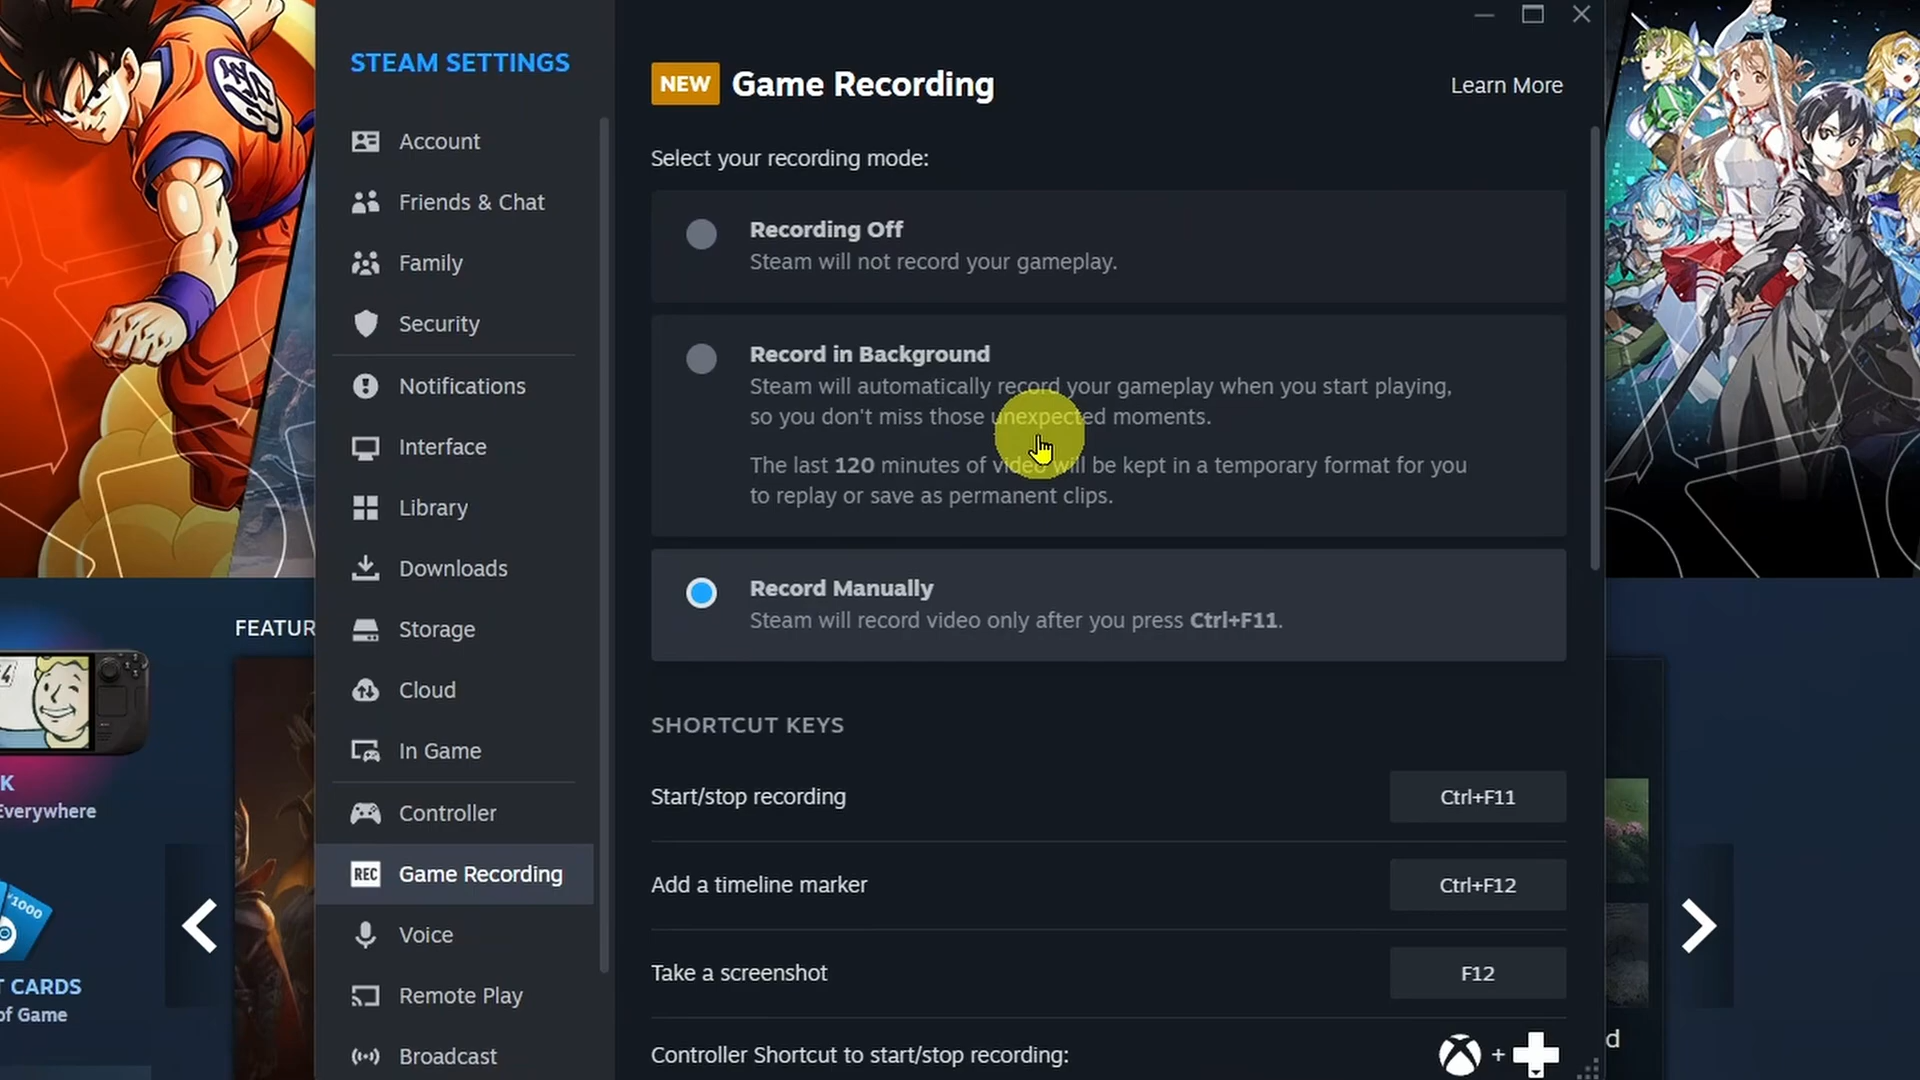 STEAM SETTINGS
Account
Friends & Chat
Family
Security
Notifications
Interface
Library
Downloads
Storage
Cloud
In Game
Controller
REC Game Recording
Voice
Remote Play
Broadcast
NEW Game Recording
Learn More
Select your recording mode:
Recording Off
Steam will not record your gameplay.
Record in Background
Steam will automatically record your gameplay when you start playing,
so you don't miss those unexpected moments.
The last 120 minutes of video will be kept in a temporary format for you
to replay or save as permanent clips.
Record Manually
Steam will record video only after you press Ctrl+F11.
SHORTCUT KEYS
Start/stop recording Ctrl+F11
Add a timeline marker Ctrl+F12
Take a screenshot F12
Controller Shortcut to start/stop recording: +
FEATUR
K
Everywhere
¥1000
T CARDS
of Game
d